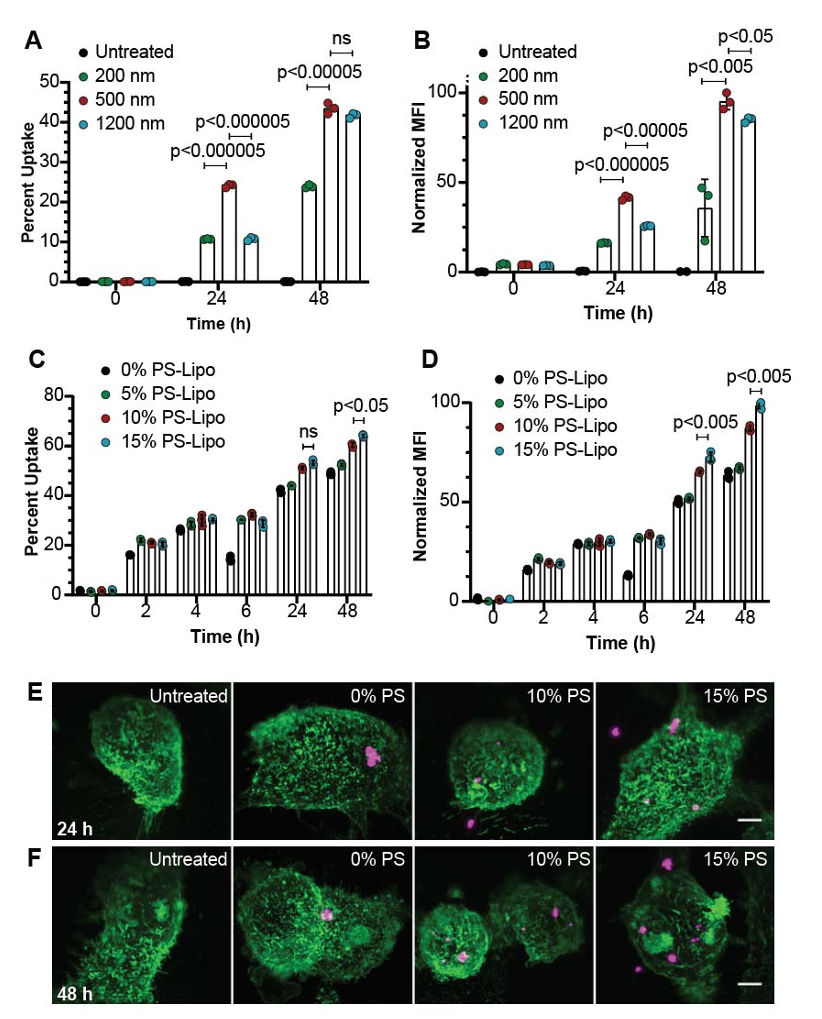 A
Untreated
200 nm
500 nm
1200 nm
ns
p<0.00005
p<0.000005
p<0.000005
Percent Uptake
50
40
30
20
10
0
0 24 48
Time (h)
B
Untreated
200 nm
500 nm
1200 nm
p<0.05
p<0.005
p<0.00005
p<0.000005
Normalized MFI
100
50
0
0 24 48
Time (h)
C
0% PS-Lipo
5% PS-Lipo
10% PS-Lipo
15% PS-Lipo
p<0.05
ns
Percent Uptake
80
60
40
20
0
0 2 4 6 24 48
Time (h)
D
0% PS-Lipo
5% PS-Lipo
10% PS-Lipo
15% PS-Lipo
p<0.005
p<0.005
Normalized MFI
100
50
0
0 2 4 6 24 48
Time (h)
E
Untreated 0% PS 10% PS 15% PS
24 h
F
Untreated 0% PS 10% PS 15% PS
48 h